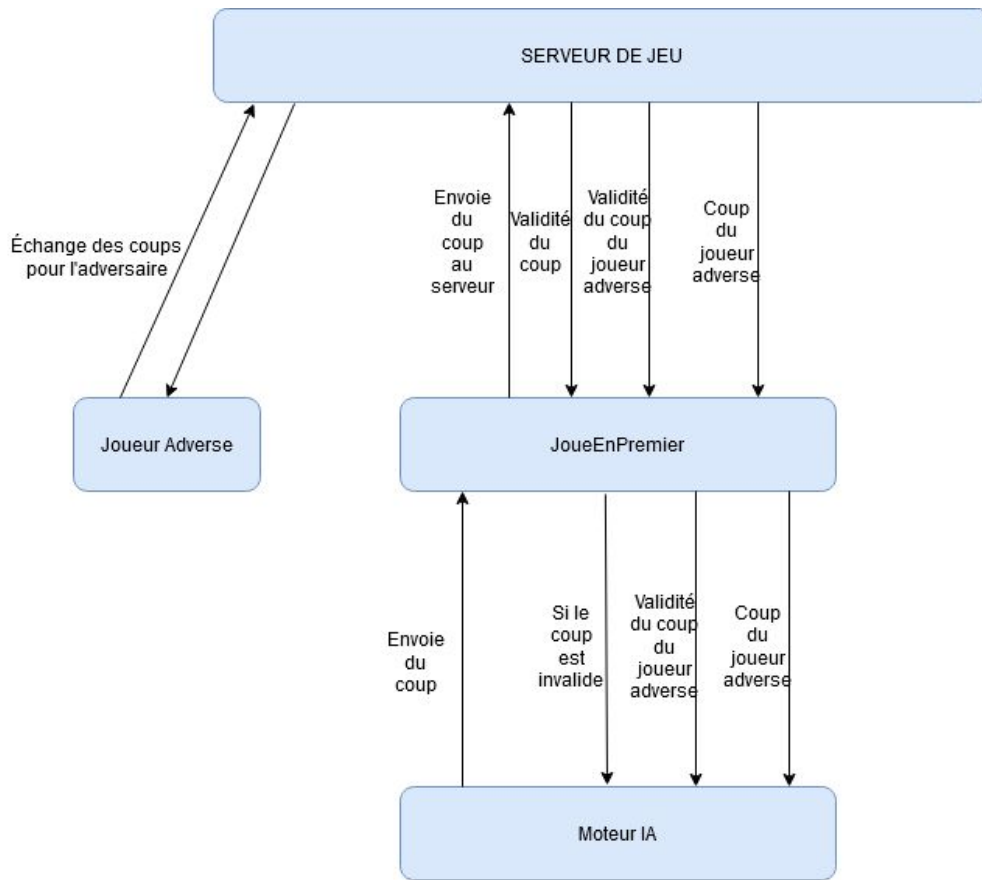 SERVEUR DE JEU
Échange des coups
pour l'adversaire
Envoie
du
coup
au
serveur
Validité
du
coup
Validité
du coup
du
joueur
adverse
Coup
du
joueur
adverse
Joueur Adverse
JoueEnPremier
Envoie
du
coup
Si le
coup
est
invalide
Validité
du coup
du
joueur
adverse
Coup
du
joueur
adverse
Moteur IA